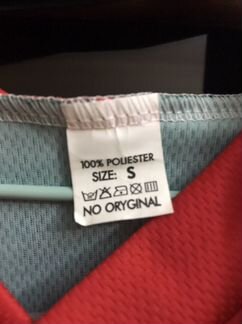 100% POLIESTER
SIZE: S
NO ORYGINAL